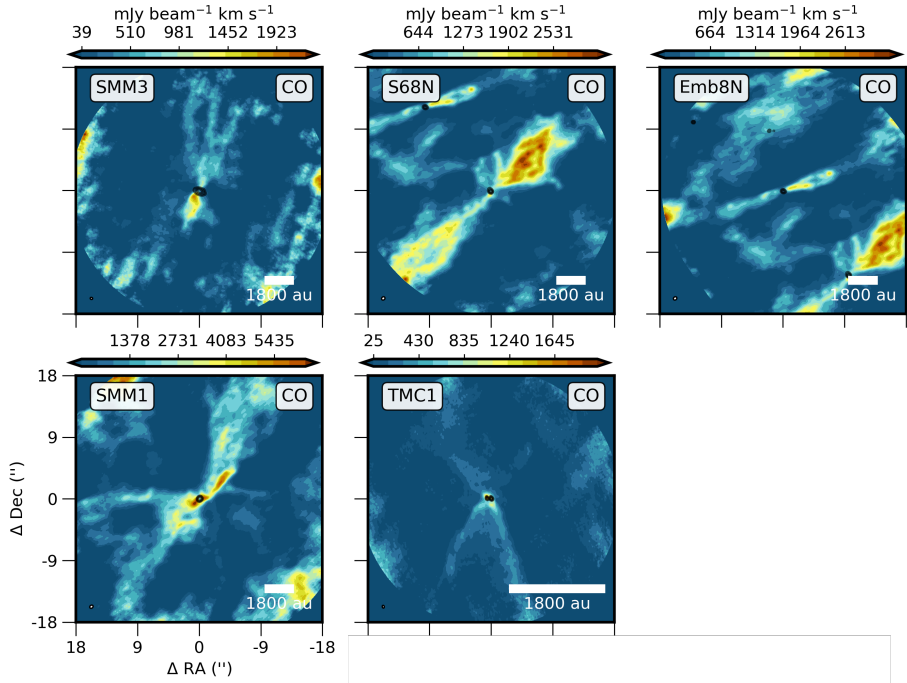 mJy beam⁻¹ km s⁻¹ mJy beam⁻¹ km s⁻¹ mJy beam⁻¹ km s⁻¹
39 510 981 1452 1923 644 1273 1902 2531 664 1314 1964 2613
SMM3 CO S68N CO Emb8N CO
1800 au 1800 au 1800 au
1378 2731 4083 5435 25 430 835 1240 1645
SMM1 CO TMC1 CO
1800 au 1800 au
18
9
0
-9
-18
Δ Dec ('')
18 9 0 -9 -18
Δ RA ('')